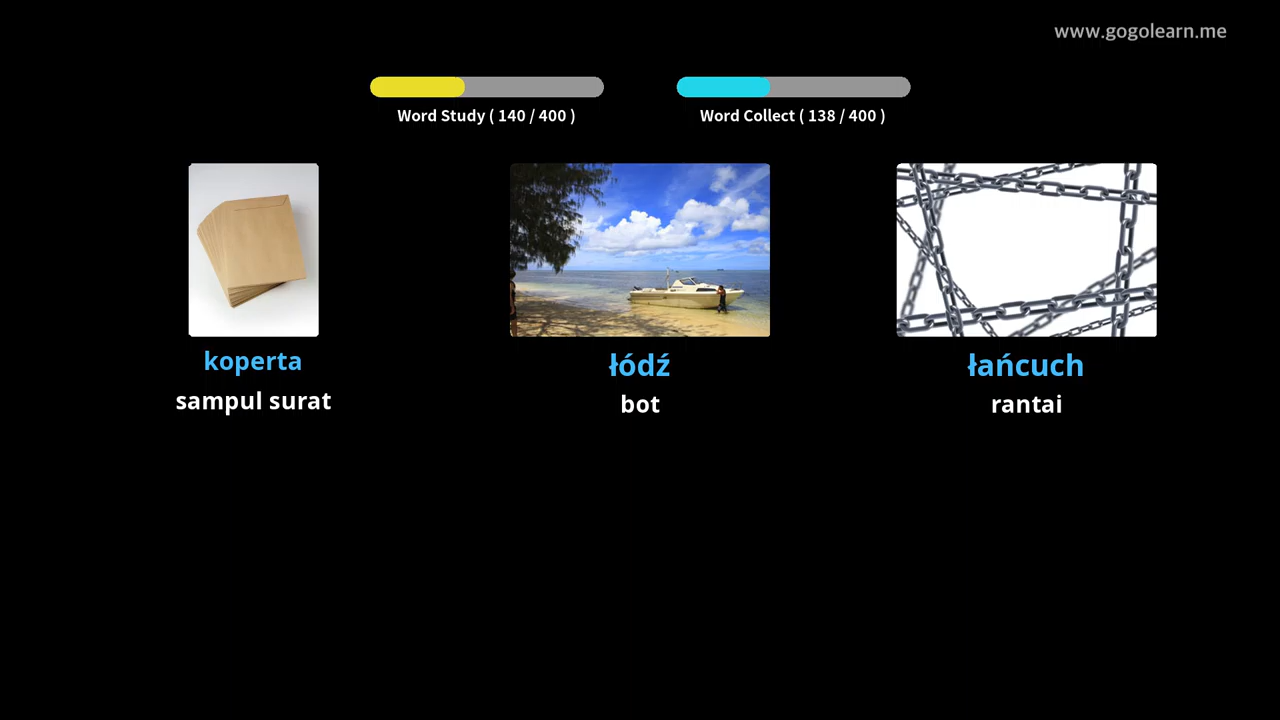 www.gogolearn.me
Word Study ( 140 / 400 )
Word Collect ( 138 / 400 )
koperta
sampul surat
łódź
bot
łańcuch
rantai